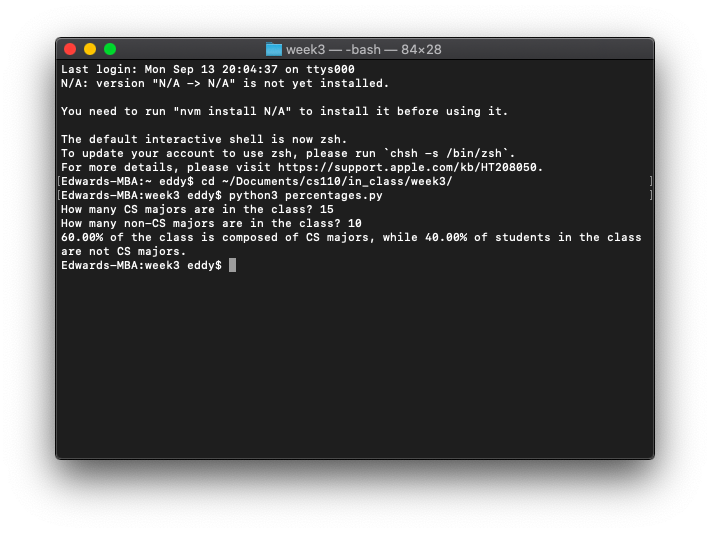 week3 — -bash — 84×28
Last login: Mon Sep 13 20:04:37 on ttys000
N/A: version "N/A -> N/A" is not yet installed.
You need to run "nvm install N/A" to install it before using it.
The default interactive shell is now zsh.
To update your account to use zsh, please run `chsh -s /bin/zsh`.
For more details, please visit https://support.apple.com/kb/HT208050.
[Edwards-MBA:~ eddy$ cd ~/Documents/cs110/in_class/week3/ ]
[Edwards-MBA:week3 eddy$ python3 percentages.py ]
How many CS majors are in the class? 15
How many non-CS majors are in the class? 10
60.00% of the class is composed of CS majors, while 40.00% of students in the class
are not CS majors.
Edwards-MBA:week3 eddy$